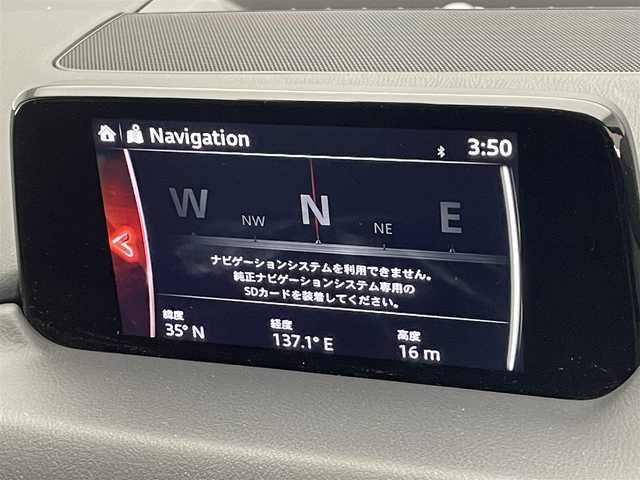 Navigation
3:50
W NW N NE E
ナビゲーションシステムを利用できません。
純正ナビゲーションシステム専用の
SDカードを装着してください。
緯度 経度 高度
35° N 137.1° E 16 m